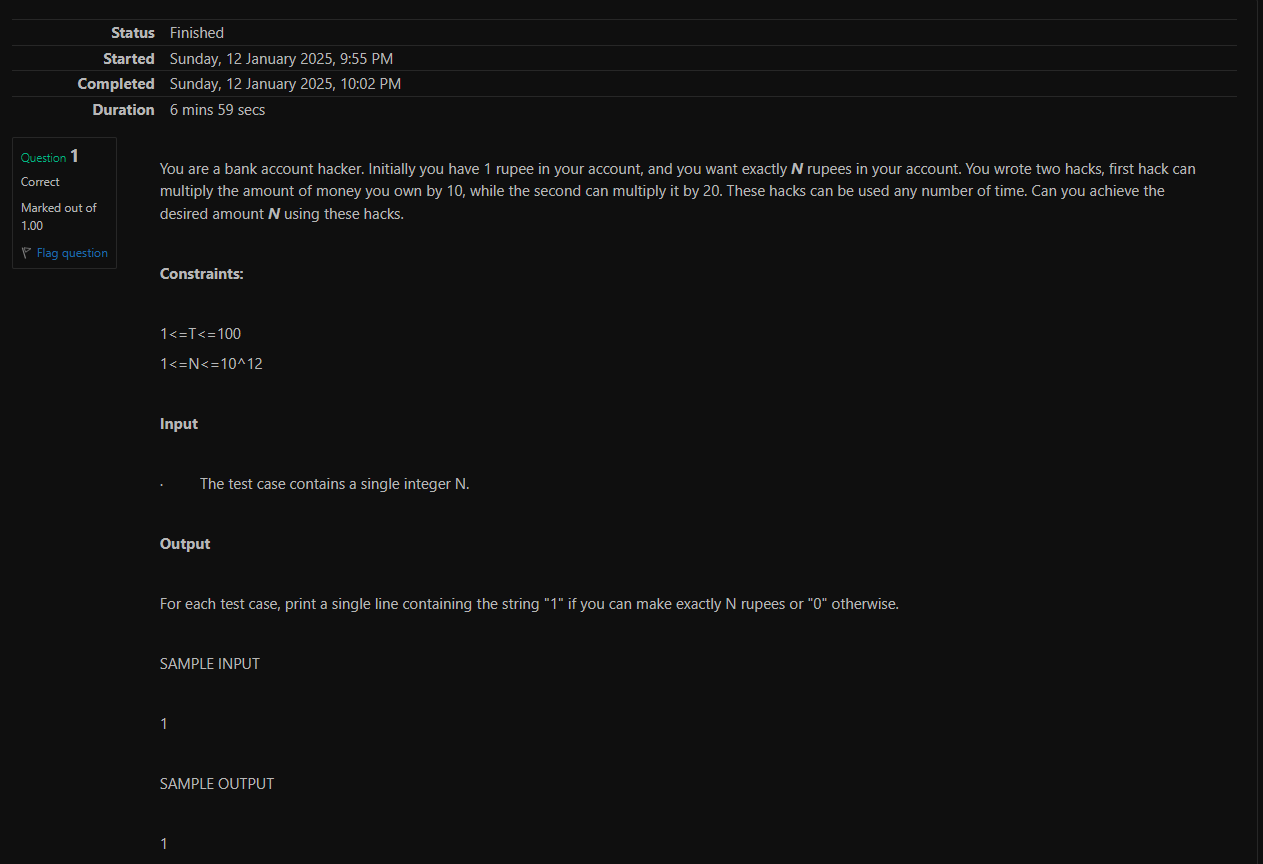 Status Finished
Started Sunday, 12 January 2025, 9:55 PM
Completed Sunday, 12 January 2025, 10:02 PM
Duration 6 mins 59 secs
Question 1
Correct
Marked out of
1.00
Flag question
You are a bank account hacker. Initially you have 1 rupee in your account, and you want exactly N rupees in your account. You wrote two hacks, first hack can
multiply the amount of money you own by 10, while the second can multiply it by 20. These hacks can be used any number of time. Can you achieve the
desired amount N using these hacks.
Constraints:
1<=T<=100
1<=N<=10^12
Input
· The test case contains a single integer N.
Output
For each test case, print a single line containing the string "1" if you can make exactly N rupees or "0" otherwise.
SAMPLE INPUT
1
SAMPLE OUTPUT
1